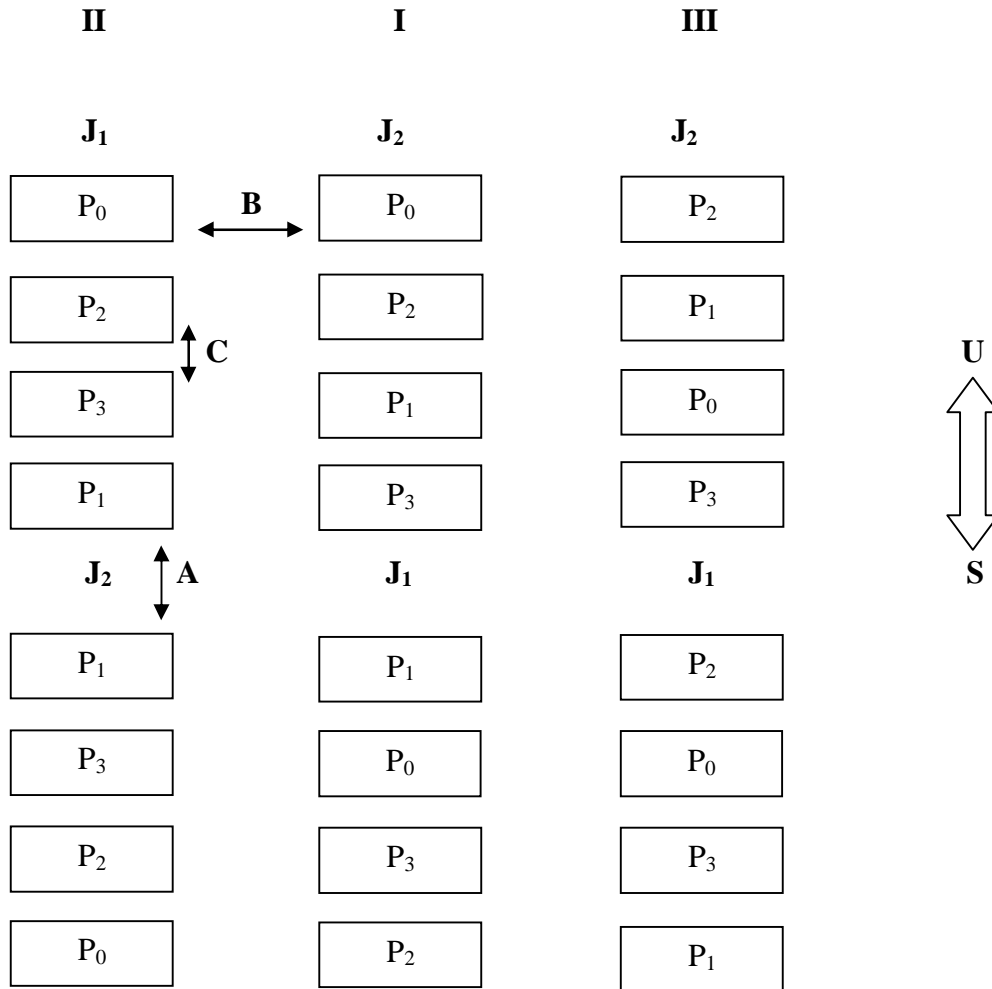 II I III
J₁ J₂ J₂
P₀ B P₀ P₂
P₂ P₂ P₁
C U
P₃ P₁ P₀
P₁ P₃ P₃
J₂ A J₁ J₁ S
P₁ P₁ P₂
P₃ P₀ P₀
P₂ P₃ P₃
P₀ P₂ P₁